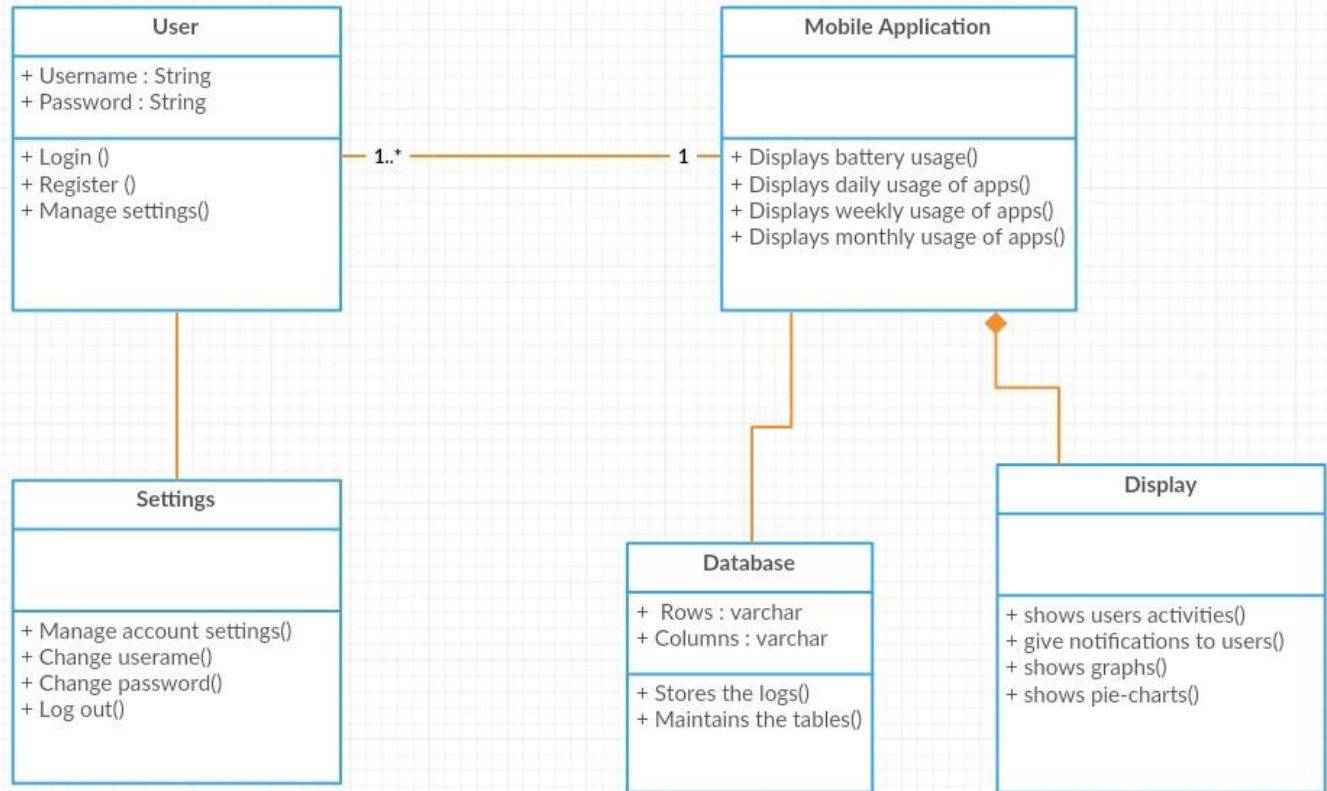 User
+ Username : String
+ Password : String
+ Login ()
+ Register ()
+ Manage settings()
1..*
1
Mobile Application
+ Displays battery usage()
+ Displays daily usage of apps()
+ Displays weekly usage of apps()
+ Displays monthly usage of apps()
Settings
+ Manage account settings()
+ Change userame()
+ Change password()
+ Log out()
Database
+ Rows : varchar
+ Columns : varchar
+ Stores the logs()
+ Maintains the tables()
Display
+ shows users activities()
+ give notifications to users()
+ shows graphs()
+ shows pie-charts()